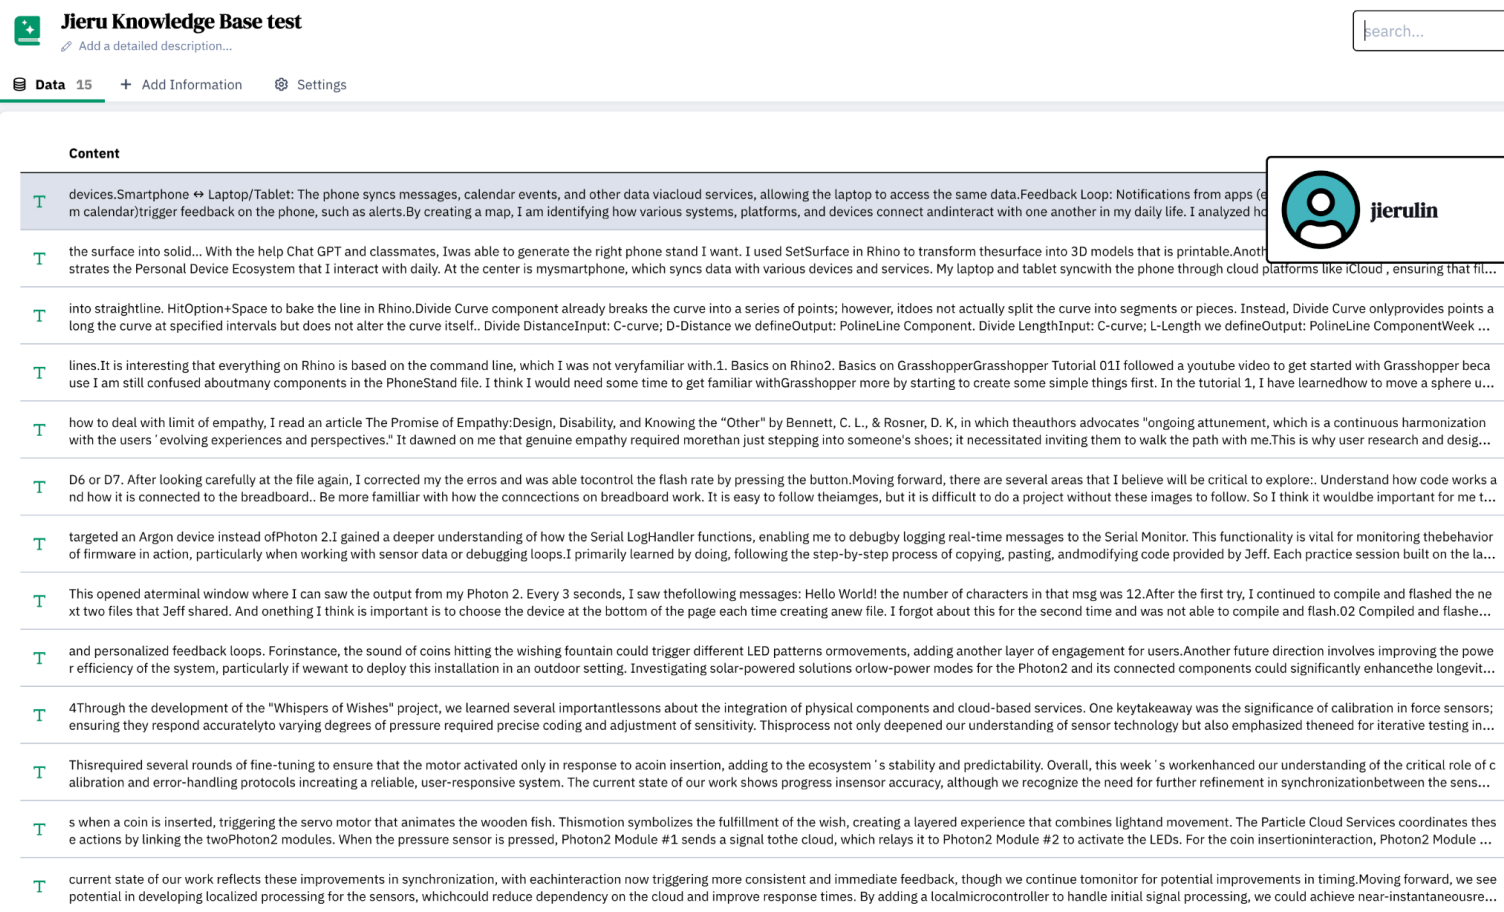 Jieru Knowledge Base test
Add a detailed description...
search...
Data 15 + Add Information Settings
Content
devices.Smartphone ↔ Laptop/Tablet: The phone syncs messages, calendar events, and other data viacloud services, allowing the laptop to access the same data.Feedback Loop: Notifications from apps (e
m calendar)trigger feedback on the phone, such as alerts.By creating a map, I am identifying how various systems, platforms, and devices connect andinteract with one another in my daily life. I analyzed ho
jierulin
the surface into solid... With the help Chat GPT and classmates, Iwas able to generate the right phone stand I want. I used SetSurface in Rhino to transform thesurface into 3D models that is printable.Anoth
strates the Personal Device Ecosystem that I interact with daily. At the center is mysmartphone, which syncs data with various devices and services. My laptop and tablet syncwith the phone through cloud platforms like iCloud , ensuring that fil...
into straightline. HitOption+Space to bake the line in Rhino.Divide Curve component already breaks the curve into a series of points; however, itdoes not actually split the curve into segments or pieces. Instead, Divide Curve onlyprovides points a
long the curve at specified intervals but does not alter the curve itself.. Divide DistanceInput: C-curve; D-Distance we defineOutput: PolineLine Component. Divide LengthInput: C-curve; L-Length we defineOutput: PolineLine ComponentWeek ...
lines.It is interesting that everything on Rhino is based on the command line, which I was not veryfamiliar with.1. Basics on Rhino2. Basics on GrasshopperGrasshopper Tutorial 01I followed a youtube video to get started with Grasshopper beca
use I am still confused aboutmany components in the PhoneStand file. I think I would need some time to get familiar withGrasshopper more by starting to create some simple things first. In the tutorial 1, I have learnedhow to move a sphere u...
how to deal with limit of empathy, I read an article The Promise of Empathy:Design, Disability, and Knowing the “Other" by Bennett, C. L., & Rosner, D. K, in which theauthors advocates "ongoing attunement, which is a continuous harmonization
with the users ' evolving experiences and perspectives." It dawned on me that genuine empathy required morethan just stepping into someone's shoes; it necessitated inviting them to walk the path with me.This is why user research and desig...
D6 or D7. After looking carefully at the file again, I corrected my the erros and was able tocontrol the flash rate by pressing the button.Moving forward, there are several areas that I believe will be critical to explore:. Understand how code works a
nd how it is connected to the breadboard.. Be more familliar with how the conncections on breadboard work. It is easy to follow theiamges, but it is difficult to do a project without these images to follow. So I think it wouldbe important for me t...
targeted an Argon device instead ofPhoton 2.I gained a deeper understanding of how the Serial LogHandler functions, enabling me to debugby logging real-time messages to the Serial Monitor. This functionality is vital for monitoring thebehavior
of firmware in action, particularly when working with sensor data or debugging loops.I primarily learned by doing, following the step-by-step process of copying, pasting, andmodifying code provided by Jeff. Each practice session built on the la...
This opened aterminal window where I can saw the output from my Photon 2. Every 3 seconds, I saw thefollowing messages: Hello World! the number of characters in that msg was 12.After the first try, I continued to compile and flashed the ne
xt two files that Jeff shared. And onething I think is important is to choose the device at the bottom of the page each time creating anew file. I forgot about this for the second time and was not able to compile and flash.02 Compiled and flashe...
and personalized feedback loops. Forinstance, the sound of coins hitting the wishing fountain could trigger different LED patterns ormovements, adding another layer of engagement for users.Another future direction involves improving the powe
r efficiency of the system, particularly if wewant to deploy this installation in an outdoor setting. Investigating solar-powered solutions orlow-power modes for the Photon2 and its connected components could significantly enhancethe longevit...
4Through the development of the "Whispers of Wishes" project, we learned several importantlessons about the integration of physical components and cloud-based services. One keytakeaway was the significance of calibration in force sensors;
ensuring they respond accuratelyto varying degrees of pressure required precise coding and adjustment of sensitivity. Thisprocess not only deepened our understanding of sensor technology but also emphasized theneed for iterative testing in...
Thisrequired several rounds of fine-tuning to ensure that the motor activated only in response to acoin insertion, adding to the ecosystem ' s stability and predictability. Overall, this week ' s workenhanced our understanding of the critical role of c
alibration and error-handling protocols increating a reliable, user-responsive system. The current state of our work shows progress insensor accuracy, although we recognize the need for further refinement in synchronizationbetween the sens...
s when a coin is inserted, triggering the servo motor that animates the wooden fish. Thismotion symbolizes the fulfillment of the wish, creating a layered experience that combines lightand movement. The Particle Cloud Services coordinates thes
e actions by linking the twoPhoton2 modules. When the pressure sensor is pressed, Photon2 Module #1 sends a signal tothe cloud, which relays it to Photon2 Module #2 to activate the LEDs. For the coin insertioninteraction, Photon2 Module ...
current state of our work reflects these improvements in synchronization, with eachinteraction now triggering more consistent and immediate feedback, though we continue tomonitor for potential improvements in timing.Moving forward, we see
potential in developing localized processing for the sensors, whichcould reduce dependency on the cloud and improve response times. By adding a localmicrocontroller to handle initial signal processing, we could achieve near-instantaneousre...